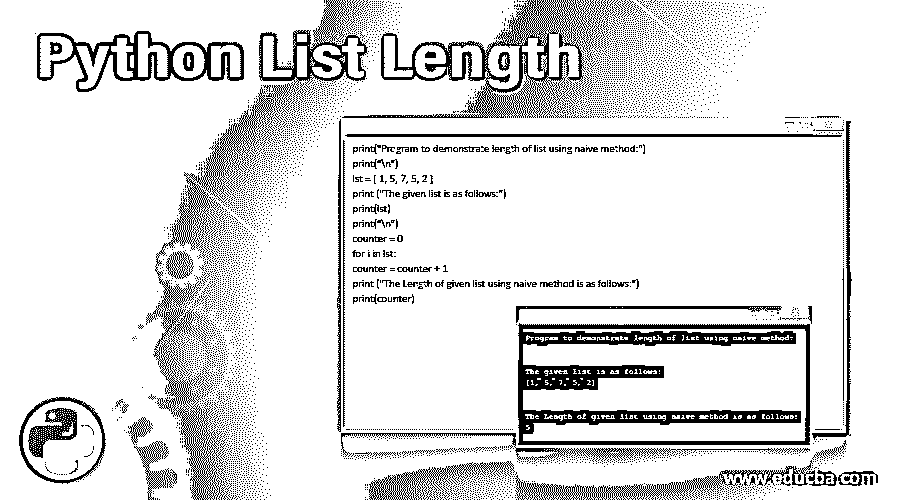 Python List Length
print("Program to demonstrate length of list using naive method:")
print("\n")
lst = [ 1, 5, 7, 5, 2 ]
print ("The given list is as follows:")
print(lst)
print("\n")
counter = 0
for i in lst:
counter = counter + 1
print ("The Length of given list using naive method is as follows:")
print(counter)
Program to demonstrate length of list using naive method:
The given list is as follows:
[1, 5, 7, 5, 2]
The Length of given list using naive method is as follows:
5
www.educba.com